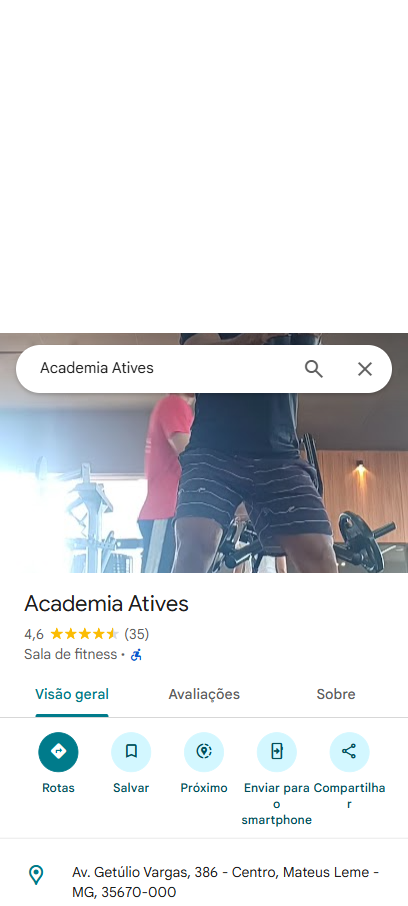 Academia Atives
Academia Atives
4,6 (35)
Sala de fitness ·
Visão geral Avaliações Sobre
Rotas Salvar Próximo Enviar para Compartilha
o r
smartphone
Av. Getúlio Vargas, 386 - Centro, Mateus Leme -
MG, 35670-000